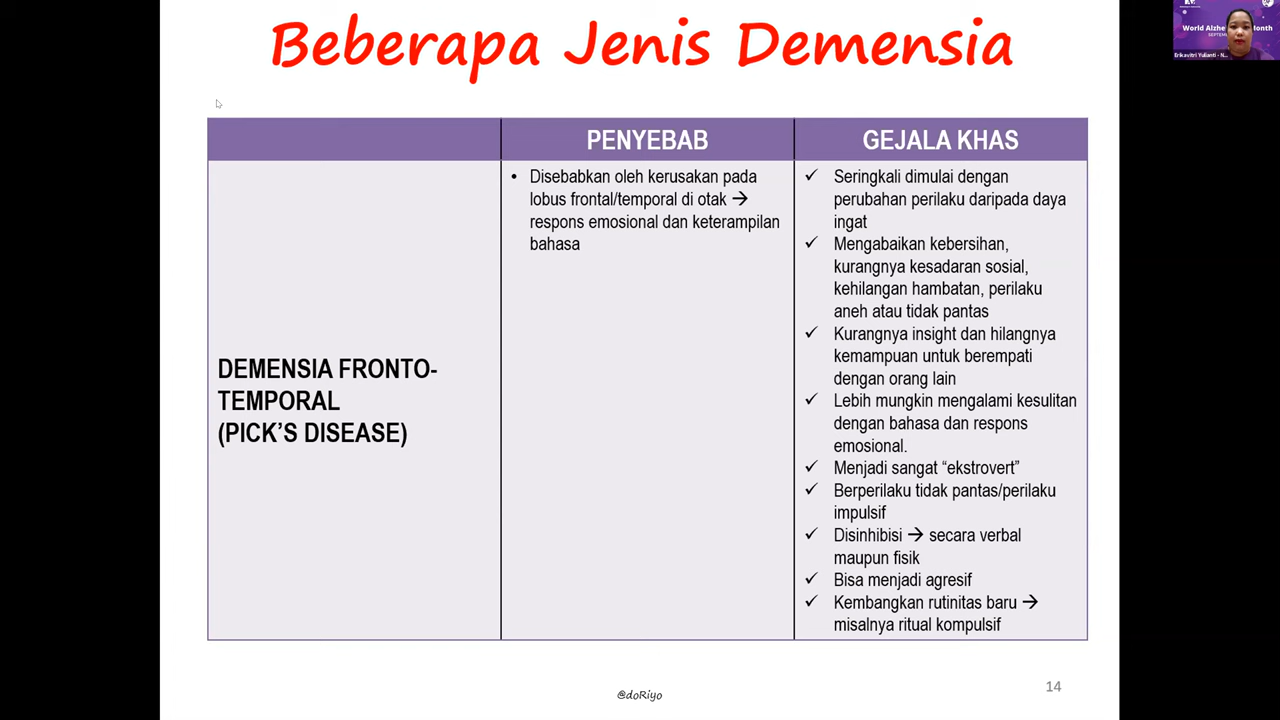 Beberapa Jenis Demensia
World Alzhe
onth
SEPTEM
Erikavitri Yulianti - N...
PENYEBAB
GEJALA KHAS
DEMENSIA FRONTO-
TEMPORAL
(PICK'S DISEASE)
• Disebabkan oleh kerusakan pada
lobus frontal/temporal di otak →
respons emosional dan keterampilan
bahasa
✓ Seringkali dimulai dengan
perubahan perilaku daripada daya
ingat
✓ Mengabaikan kebersihan,
kurangnya kesadaran sosial,
kehilangan hambatan, perilaku
aneh atau tidak pantas
✓ Kurangnya insight dan hilangnya
kemampuan untuk berempati
dengan orang lain
✓ Lebih mungkin mengalami kesulitan
dengan bahasa dan respons
emosional.
✓ Menjadi sangat “ekstrovert”
✓ Berperilaku tidak pantas/perilaku
impulsif
✓ Disinhibisi → secara verbal
maupun fisik
✓ Bisa menjadi agresif
✓ Kembangkan rutinitas baru →
misalnya ritual kompulsif
@doRiyo
14